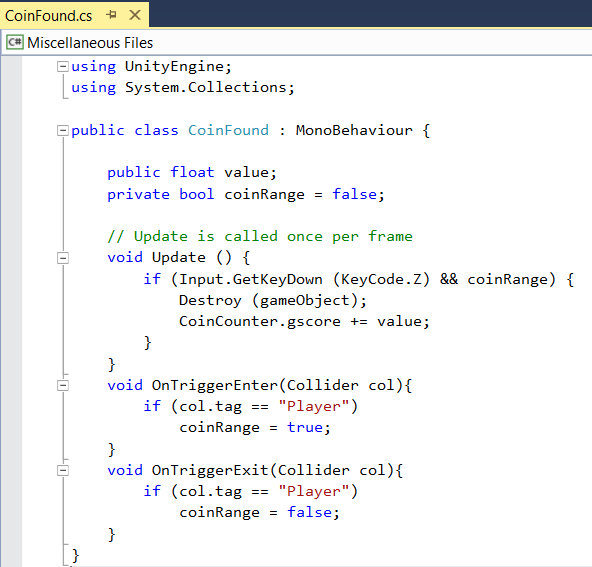 CoinFound.cs
C# Miscellaneous Files
using UnityEngine;
using System.Collections;
public class CoinFound : MonoBehaviour {
public float value;
private bool coinRange = false;
// Update is called once per frame
void Update () {
if (Input.GetKeyDown (KeyCode.Z) && coinRange) {
Destroy (gameObject);
CoinCounter.gscore += value;
}
}
void OnTriggerEnter(Collider col){
if (col.tag == "Player")
coinRange = true;
}
void OnTriggerExit(Collider col){
if (col.tag == "Player")
coinRange = false;
}
}